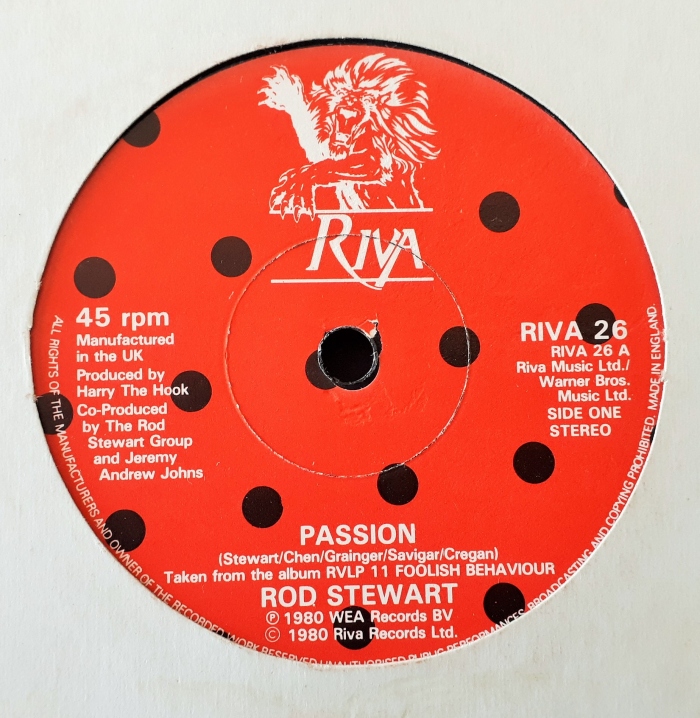 RIVA
45 rpm
Manufactured
in the UK
Produced by
Harry The Hook
Co-Produced
by The Rod
Stewart Group
and Jeremy
Andrew Johns
RIVA 26
RIVA 26 A
Riva Music Ltd./
Warner Bros.
Music Ltd.
SIDE ONE
STEREO
PASSION
(Stewart/Chen/Grainger/Savigar/Cregan)
Taken from the album RVLP 11 FOOLISH BEHAVIOUR
ROD STEWART
Ⓟ 1980 WEA Records BV
© 1980 Riva Records Ltd.
ALL RIGHTS OF THE MANUFACTURERS AND OWNER OF THE RECORDED WORK RESERVED UNAUTHORISED PUBLIC PERFORMANCES BROADCASTING AND COPYING PROHIBITED. MADE IN ENGLAND.